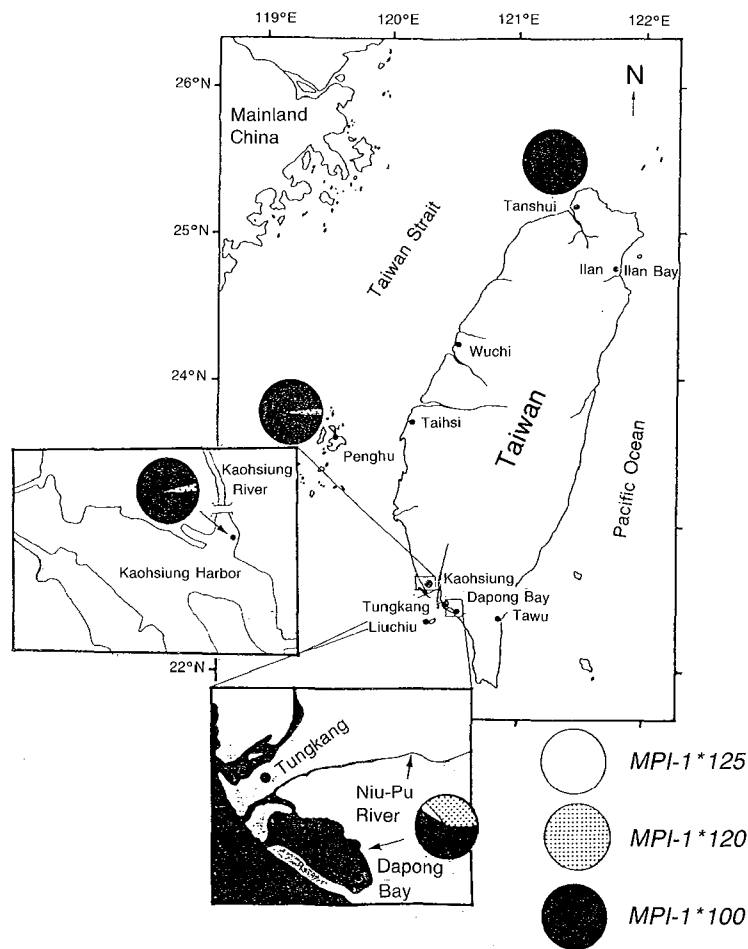 119°E
120°E
121°E
122°E
26°N
Mainland
China
N
Tanshui
25°N
Taiwan Strait
Ilan
Ilan Bay
Wuchi
24°N
Taiwan
Taihsi
Penghu
Pacific Ocean
Kaohsiung
River
Kaohsiung Harbor
Kaohsiung
Dapong Bay
Tungkang
Tawu
Liuchiu
22°N
Tungkang
Niu-Pu
River
Dapong
Bay
MPI-1*125
MPI-1*120
MPI-1*100